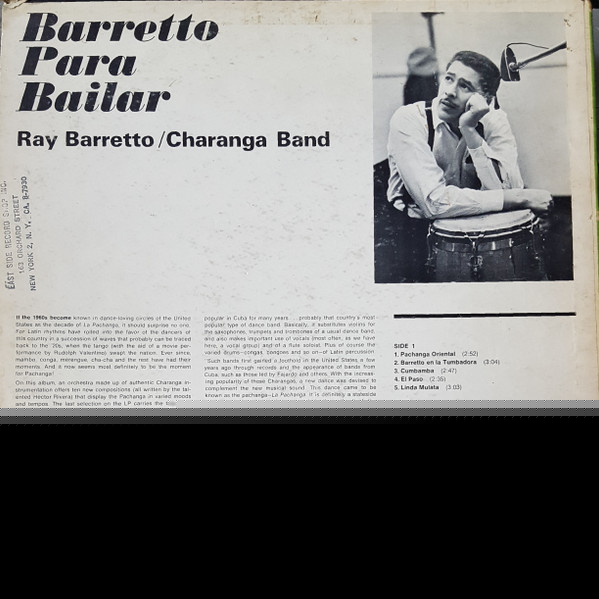 Barretto
Para
Bailar
Ray Barretto/Charanga Band
EAST SIDE RECORD SHOP INC.
163 ORCHARD STREET
NEW YORK 2, N. Y. CA. 8-7930
If the 1960s become known in dance-loving circles of the United
States as the decade of La Pachanga, it should surprise no one.
For Latin rhythms have rolled into the favor of the dancers of
this country in a succession of waves that probably can be traced
back to the '20s, when the tango (with the aid of a movie per-
formance by Rudolph Valentino) swept the nation. Ever since,
mambo, conga, merengue, cha-cha and the rest have had their
moments. And it now seems most definitely to be the moment
for Pachanga!
On this album, an orchestra made up of authentic Charanga in-
strumentation offers ten new compositions (all written by the tal-
ented Hector Rivera) that display the Pachanga in varied moods
and tempos. The last selection on the LP carries the
popular in Cuba for many years . . . probably that country's most
popular type of dance band. Basically, it substitutes violins for
the saxophones, trumpets and trombones of a usual dance band,
and also makes important use of vocals (most often, as we have
here, a vocal group) and of a flute soloist. Plus of course the
varied drums—congas, bongoes and so on—of Latin percussion.
Such bands first gained a foothold in the United States a few
years ago through records and the appearance of bands from
Cuba, such as those led by Fajardo and others. With the increas-
ing popularity of these Charangas, a new dance was devised to
complement the new musical sound. This dance came to be
known as the pachanga—La Pachanga. It is definitely a stateside
SIDE 1
1. Pachanga Oriental (2:52)
2. Barretto en la Tumbadora (3:04)
3. Cumbamba (2:47)
4. El Paso (2:35)
5. Linda Mulata (3:03)